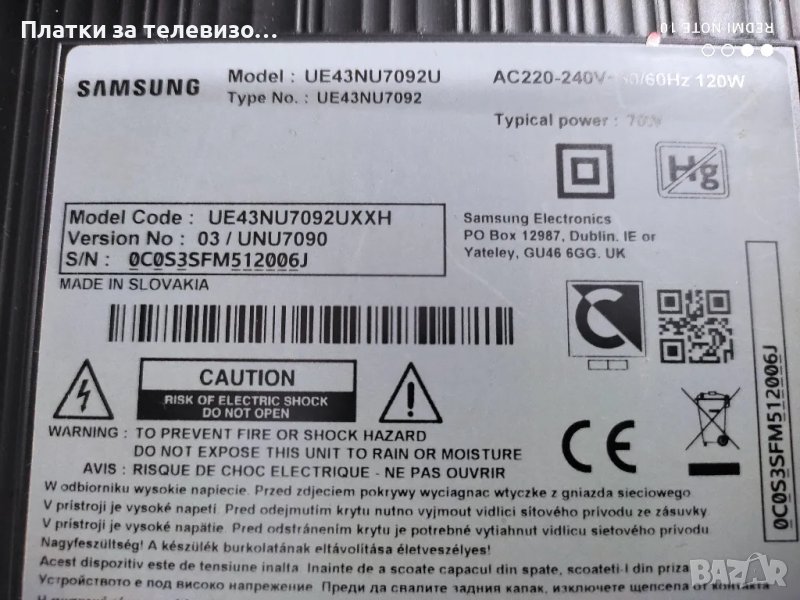 Платки за телевизо...
REDMI NOTE 10
SAMSUNG
Model : UE43NU7092U
Type No. : UE43NU7092
AC220-240V~50/60Hz 120W
Typical power : 70W
Hg
Model Code : UE43NU7092UXXH
Version No : 03 / UNU7090
S/N : 0C0S3SFM512006J
MADE IN SLOVAKIA
Samsung Electronics
PO Box 12987, Dublin. IE or
Yateley, GU46 6GG. UK
0C0S3SFM512006J
CAUTION
RISK OF ELECTRIC SHOCK
DO NOT OPEN
CE
WARNING : TO PREVENT FIRE OR SHOCK HAZARD
DO NOT EXPOSE THIS UNIT TO RAIN OR MOISTURE
AVIS : RISQUE DE CHOC ELECTRIQUE - NE PAS OUVRIR
W odbiorniku wysokie napiecie. Przed zdjeciem pokrywy wyciagnac wtyczke z gniazda sieciowego
V prístroji je vysoké napetí. Pred odejmutím krytu nutno vyjmout vidlici sítového prívodu ze zásuvky.
V prístroji je vysoké napätie. Pred odstránením krytu je potrebné vytiahnut vidlicu sietového prívodu
Nagyfeszültség! A készülék burkolatának eltávolítása életveszélyes!
Acest dispozitiv este de tensiune inalta. Inainte de a scoate capacul din spate, scoateti-l din priza
Устройството е под високо напрежение. Преди да свалите задния капак, изключете щепсела от контакта
BAZAR